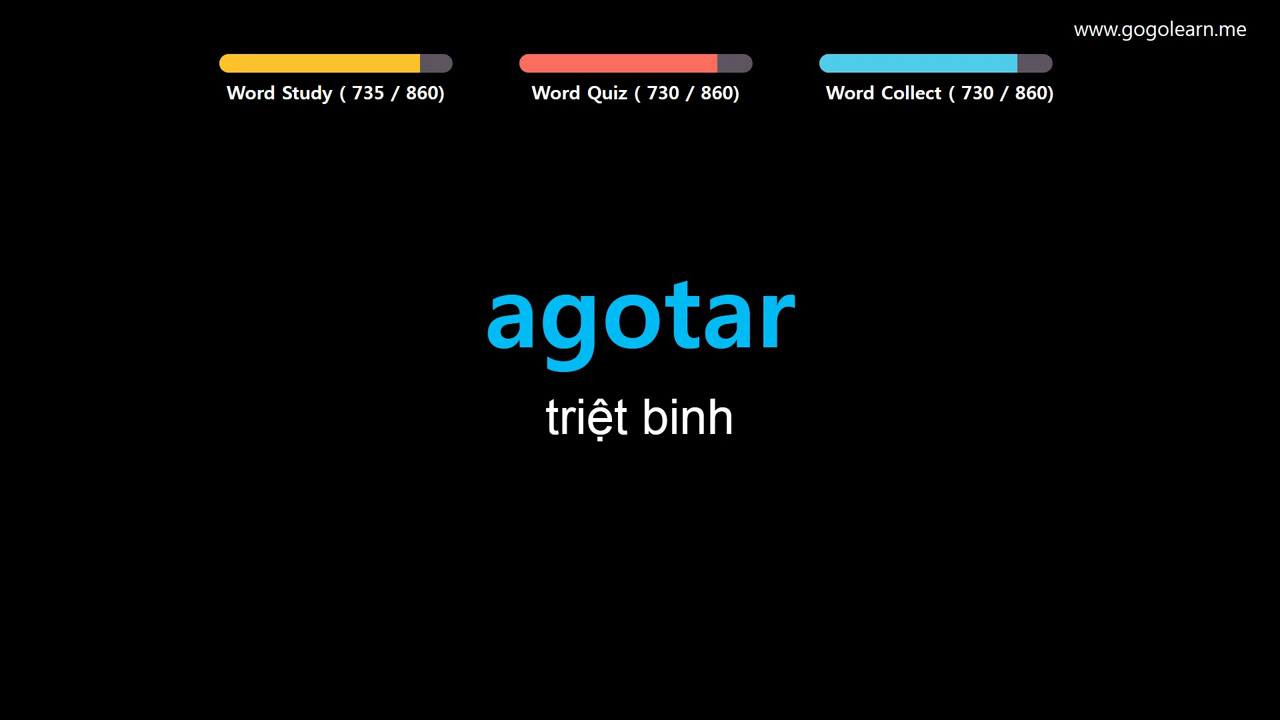 www.gogolearn.me
Word Study ( 735 / 860)
Word Quiz ( 730 / 860)
Word Collect ( 730 / 860)
agotar
triệt binh